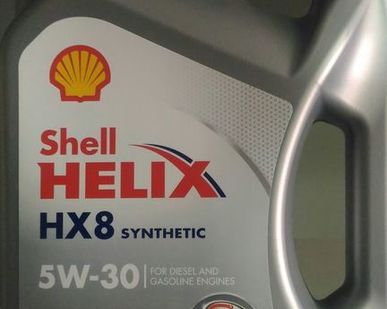 Shell
HELIX
HX8 SYNTHETIC
5W-30 FOR DIESEL AND
GASOLINE ENGINES